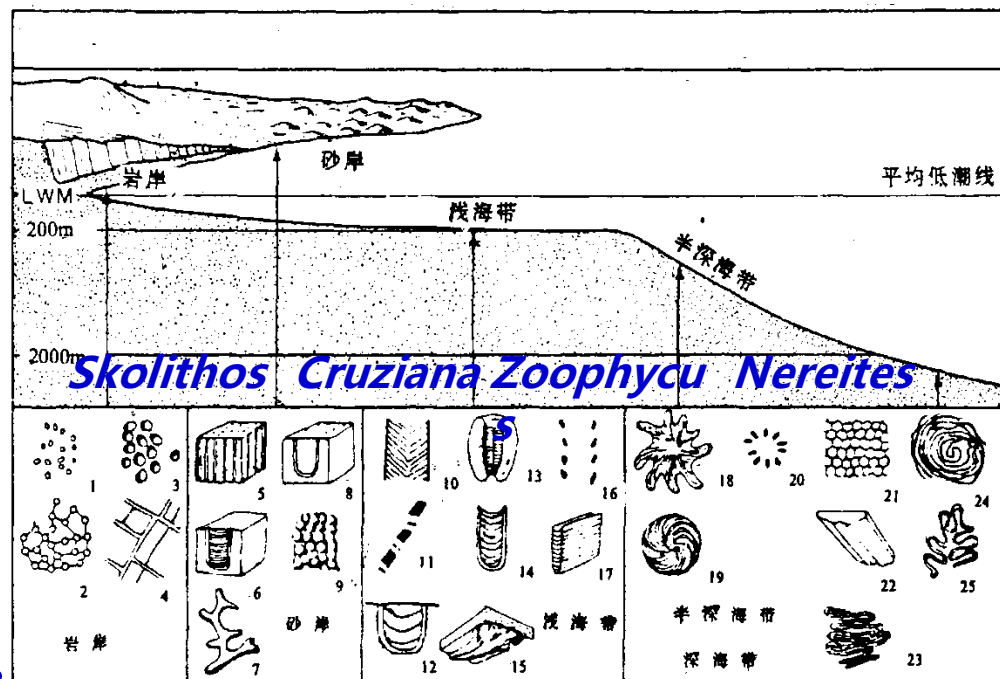 砂岸
岩岸
平均低潮线
LWM
浅海带
200m
半深海带
2000m
Skolithos Cruziana Zoophycu Nereites
s
1 3 5 8 10 13 16 18 20 21 24
2 4 6 9 11 14 17 19 22 25
7 12 15 23
岩岸
砂岸
浅海带
半深海带
深海带